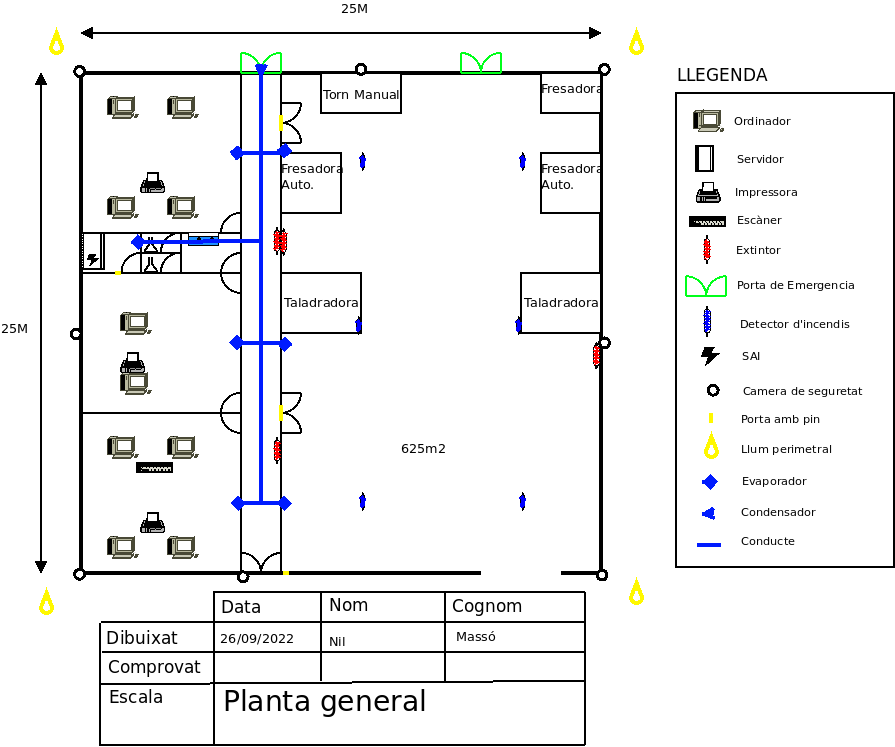 25M
LLEGENDA
Torn Manual
Fresadora
Ordinador
Servidor
Fresadora
Auto.
Fresadora
Auto.
Impressora
Escàner
Extintor
Porta de Emergencia
Taladradora
Taladradora
25M
Detector d'incendis
SAI
Camera de seguretat
Porta amb pin
625m2
Llum perimetral
Evaporador
Condensador
Conducte
Data
Nom
Cognom
Dibuixat
26/09/2022
Nil
Massó
Comprovat
Escala
Planta general